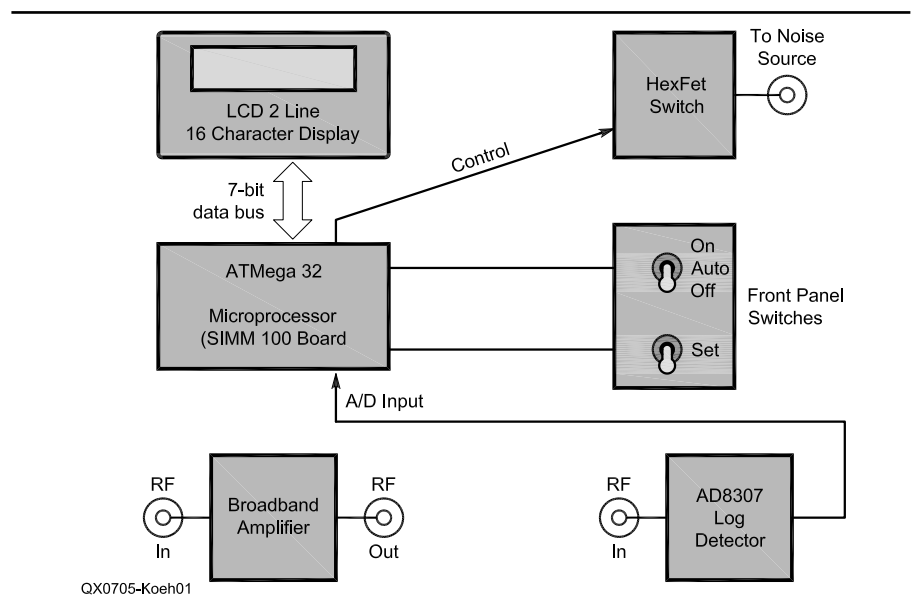 To Noise
Source
HexFet
Switch
LCD 2 Line
16 Character Display
Control
7-bit
data bus
ATMega 32
Microprocessor
(SIMM 100 Board
On
Auto
Off
Set
Front Panel
Switches
A/D Input
RF
In
Broadband
Amplifier
RF
Out
RF
In
AD8307
Log
Detector
QX0705-Koeh01